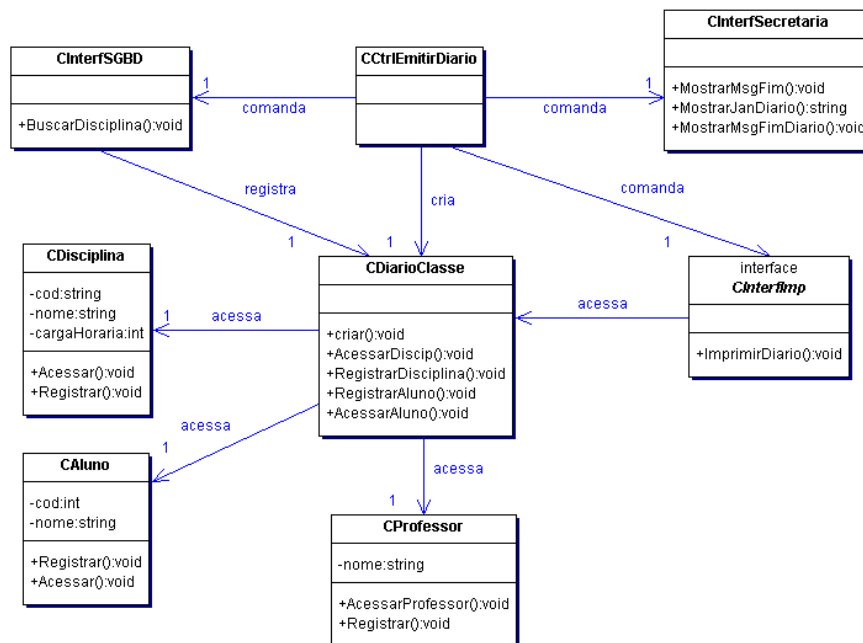 CInterfSGBD
+BuscarDisciplina():void
CCtrlEmitirDiario
CInterfSecretaria
+MostrarMsgFim():void
+MostrarJanDiario():string
+MostrarMsgFimDiario():void
1
comanda
1
comanda
registra
1
cria
1
comanda
1
CDisciplina
-cod:string
-nome:string
-cargaHoraria:int
+Acessar():void
+Registrar():void
1
acessa
CDiarioClasse
+criar():void
+AcessarDiscip():void
+RegistrarDisciplina():void
+RegistrarAluno():void
+AcessarAluno():void
acessa
interface
CInterfImp
+ImprimirDiario():void
acessa
1
CAluno
-cod:int
-nome:string
+Registrar():void
+Acessar():void
acessa
1
CProfessor
-nome:string
+AcessarProfessor():void
+Registrar():void